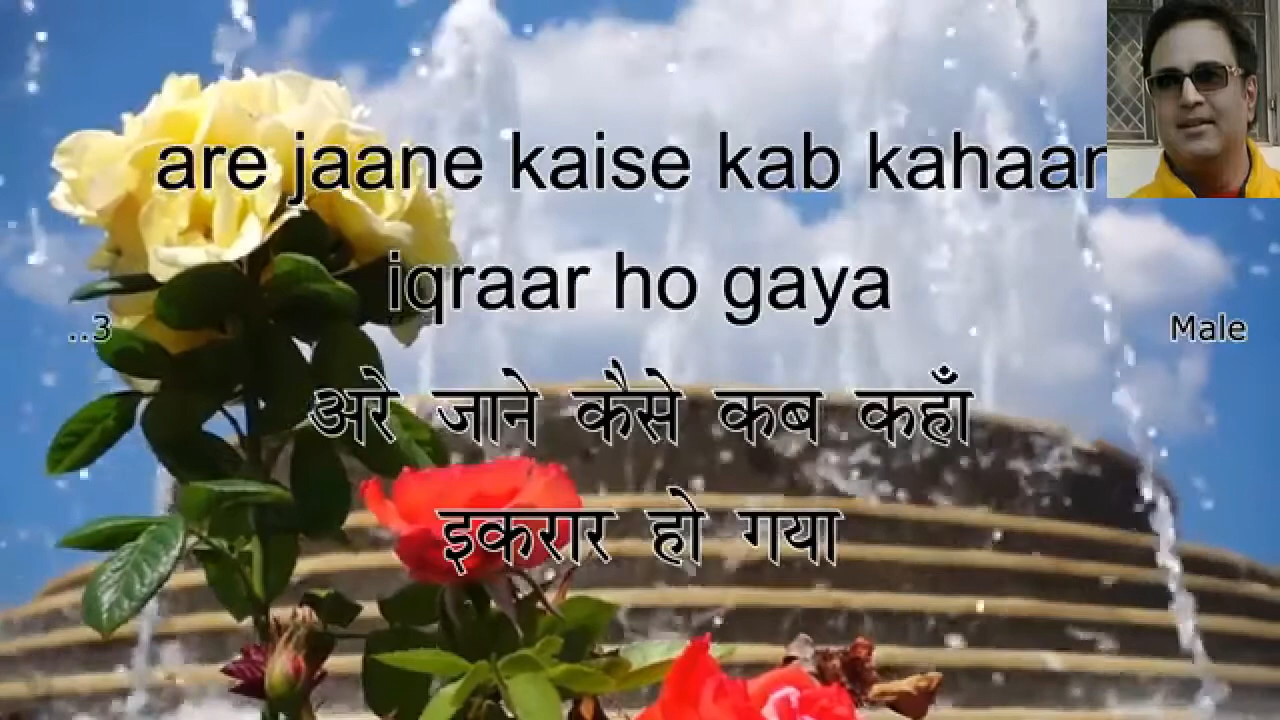 are jaane kaise kab kahaan
iqraar ho gaya
..3
Male
अरे जाने कैसे कब कहाँ
इकरार हो गया